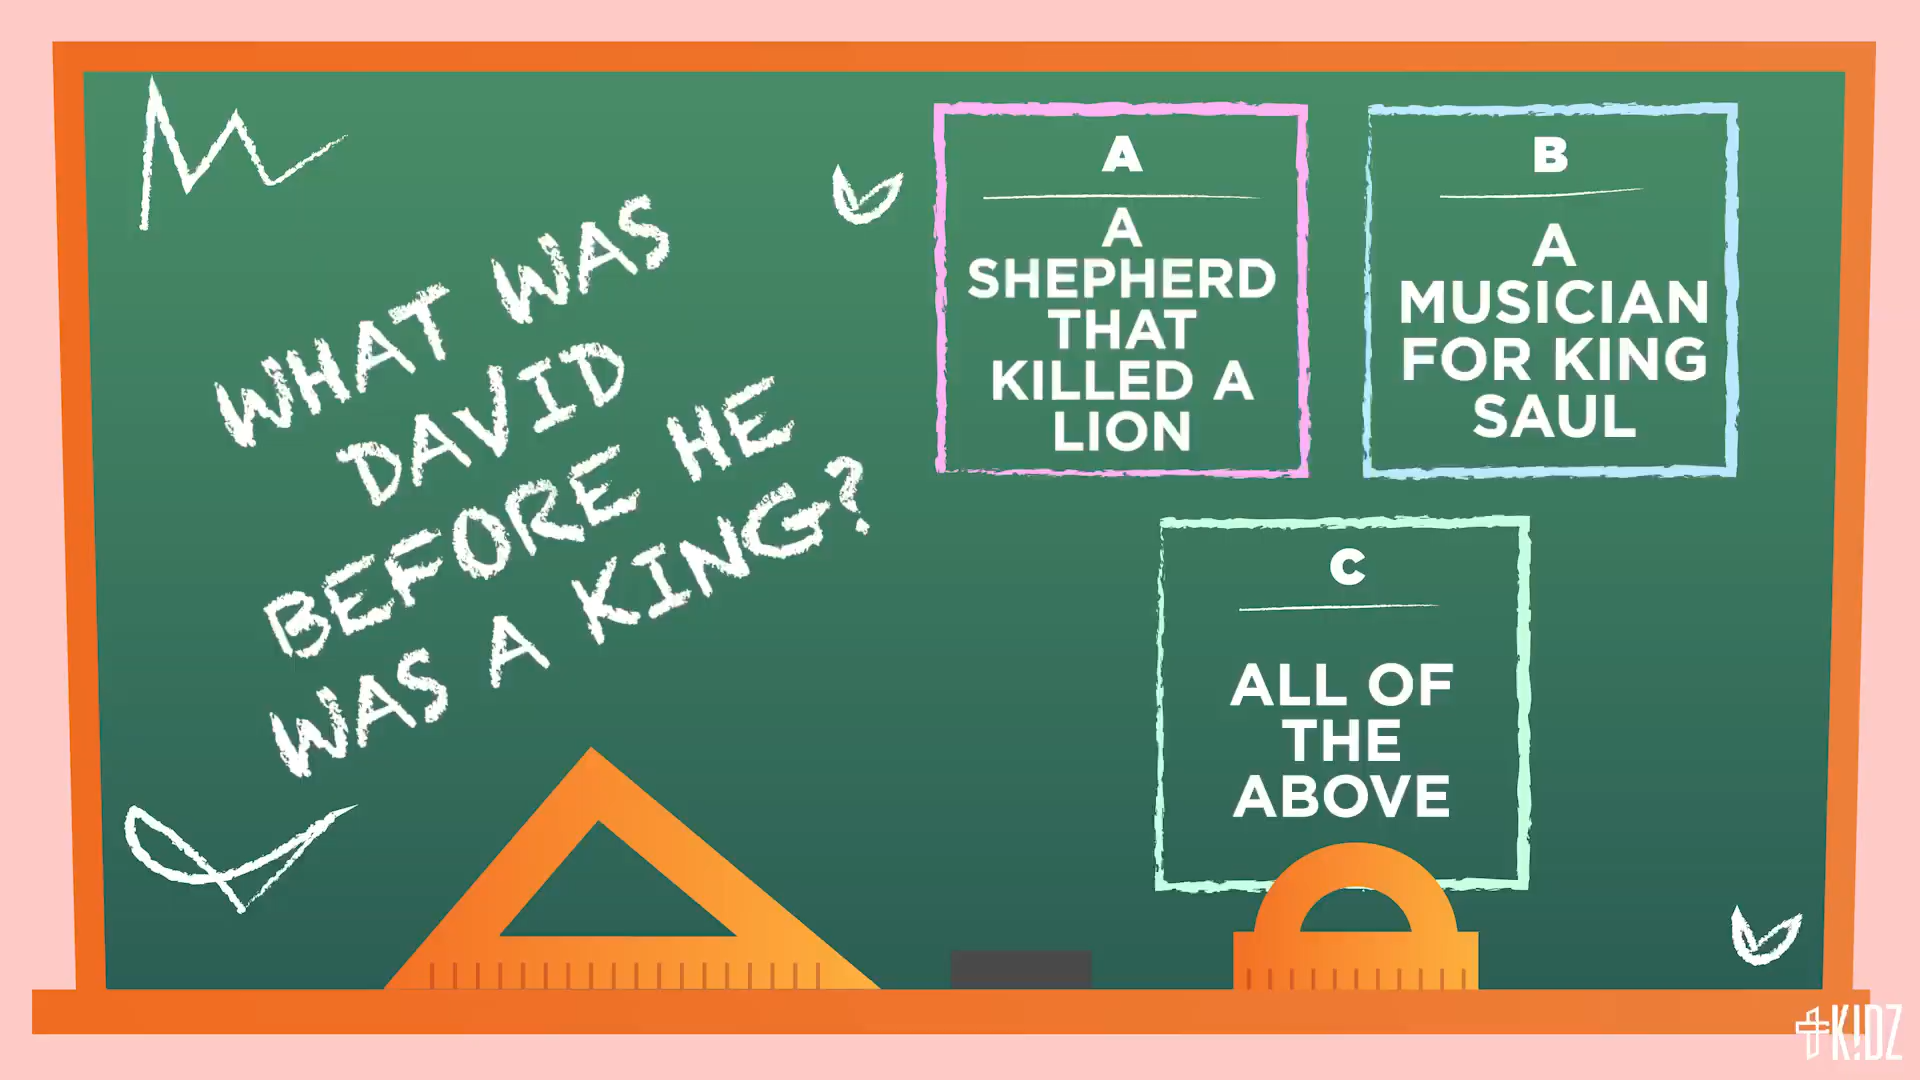 WHAT WAS
DAVID
BEFORE HE
WAS A KING?
A
A
SHEPHERD
THAT
KILLED A
LION
B
A
MUSICIAN
FOR KING
SAUL
C
ALL OF
THE
ABOVE
K!DZ